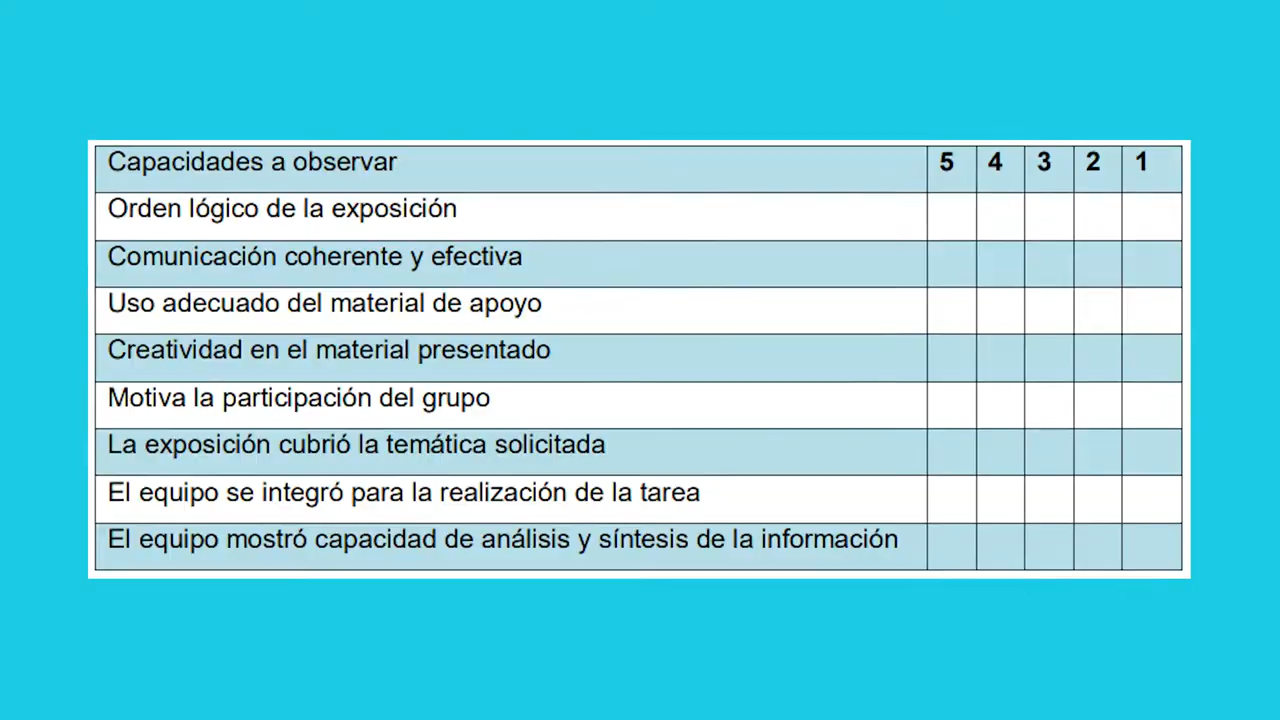 Capacidades a observar 5 4 3 2 1
Orden lógico de la exposición
Comunicación coherente y efectiva
Uso adecuado del material de apoyo
Creatividad en el material presentado
Motiva la participación del grupo
La exposición cubrió la temática solicitada
El equipo se integró para la realización de la tarea
El equipo mostró capacidad de análisis y síntesis de la información